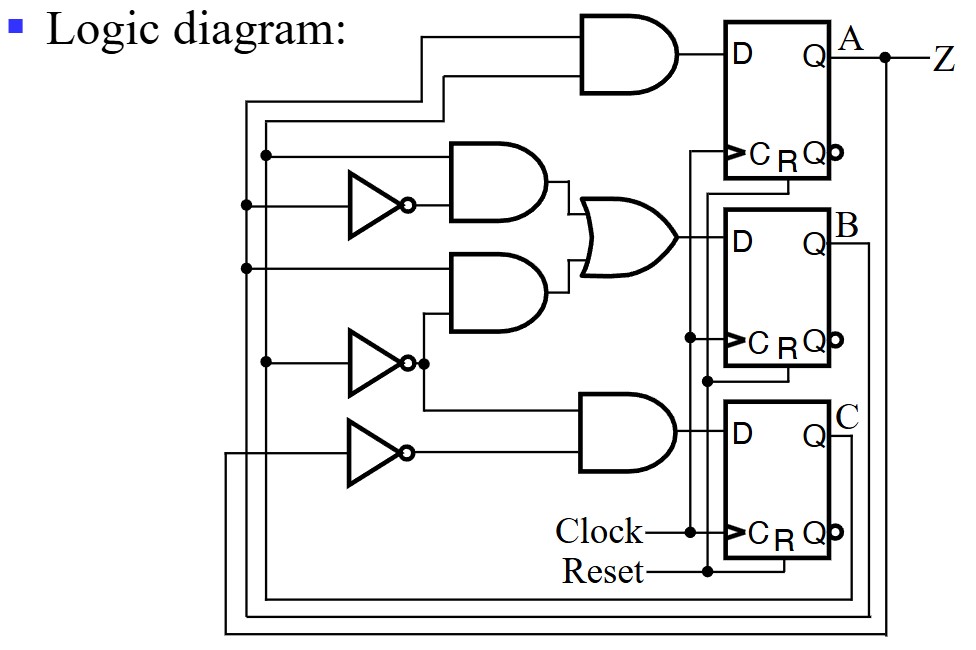 Logic diagram:
D Q A Z
C R Q
D Q B
C R Q
D Q C
Clock C R Q
Reset